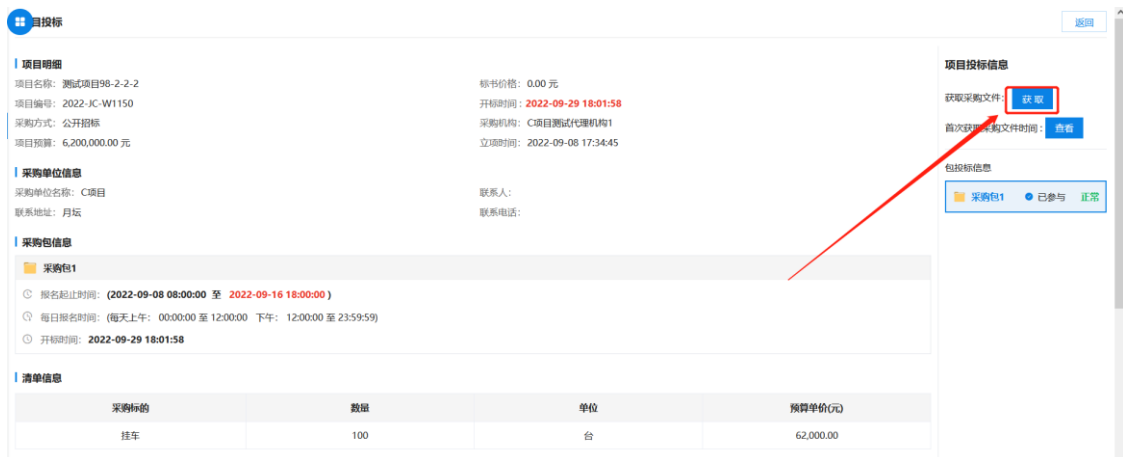 项目投标
返回
项目明细
项目名称： 测试项目98-2-2-2
标书价格： 0.00 元
项目编号： 2022-JC-W1150
开标时间： 2022-09-29 18:01:58
采购方式： 公开招标
采购机构： C项目测试代理机构1
项目预算： 6,200,000.00 元
立项时间： 2022-09-08 17:34:45
采购单位信息
采购单位名称： C项目
联系人：
联系地址： 月坛
联系电话：
采购包信息
采购包1
报名起止时间： (2022-09-08 08:00:00 至 2022-09-16 18:00:00 )
每日报名时间： (每天上午： 00:00:00 至 12:00:00 下午： 12:00:00 至 23:59:59)
开标时间： 2022-09-29 18:01:58
清单信息
采购标的 数量 单位 预算单价(元)
挂车 100 台 62,000.00
项目投标信息
获取采购文件： 获 取
首次获取采购文件时间： 查看
包投标信息
采购包1 已参与 正常